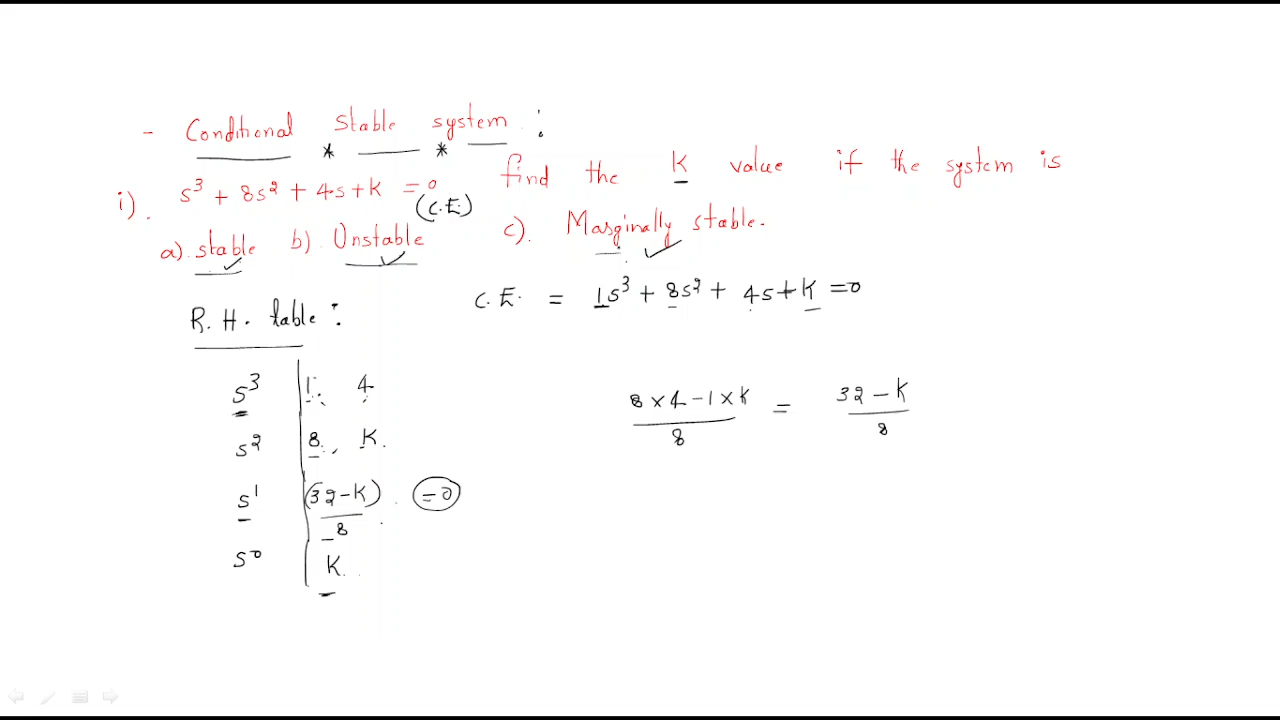 - Conditional stable system :
* *
find the K value if the system is
i). s³ + 8s² + 4s + K = 0
(C.E.)
a). stable b) Unstable c). Marginally stable.
C.E. = 1s³ + 8s² + 4s + K = 0
R. H. table :
s³ 1 4
s² 8 , K.
8 × 4 - 1 × K / 8 = 32 - K / 8
s¹ (32 - K) / 8 = 0
s⁰ K